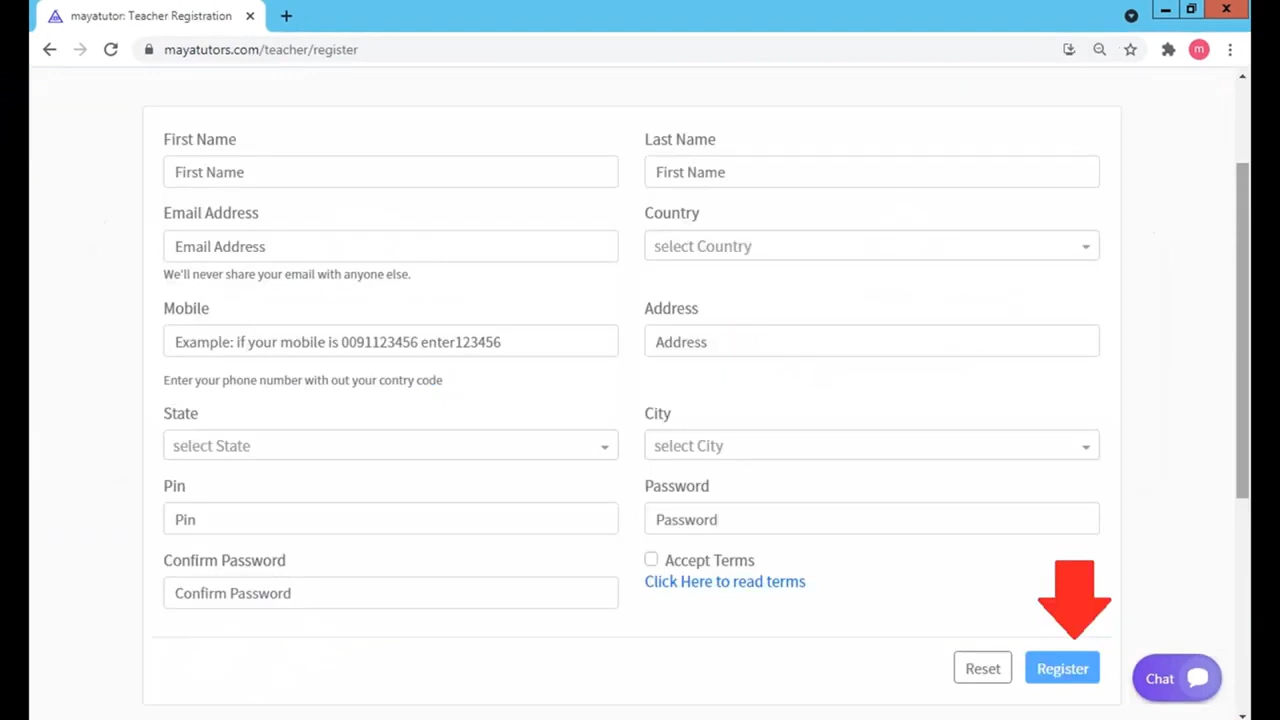 mayatutor: Teacher Registration
mayatutors.com/teacher/register
m
First Name
Last Name
First Name
First Name
Email Address
Country
Email Address
select Country
We'll never share your email with anyone else.
Mobile
Address
Example: if your mobile is 0091123456 enter123456
Address
Enter your phone number with out your contry code
State
City
select State
select City
Pin
Password
Pin
Password
Confirm Password
Accept Terms
Click Here to read terms
Confirm Password
Reset
Register
Chat